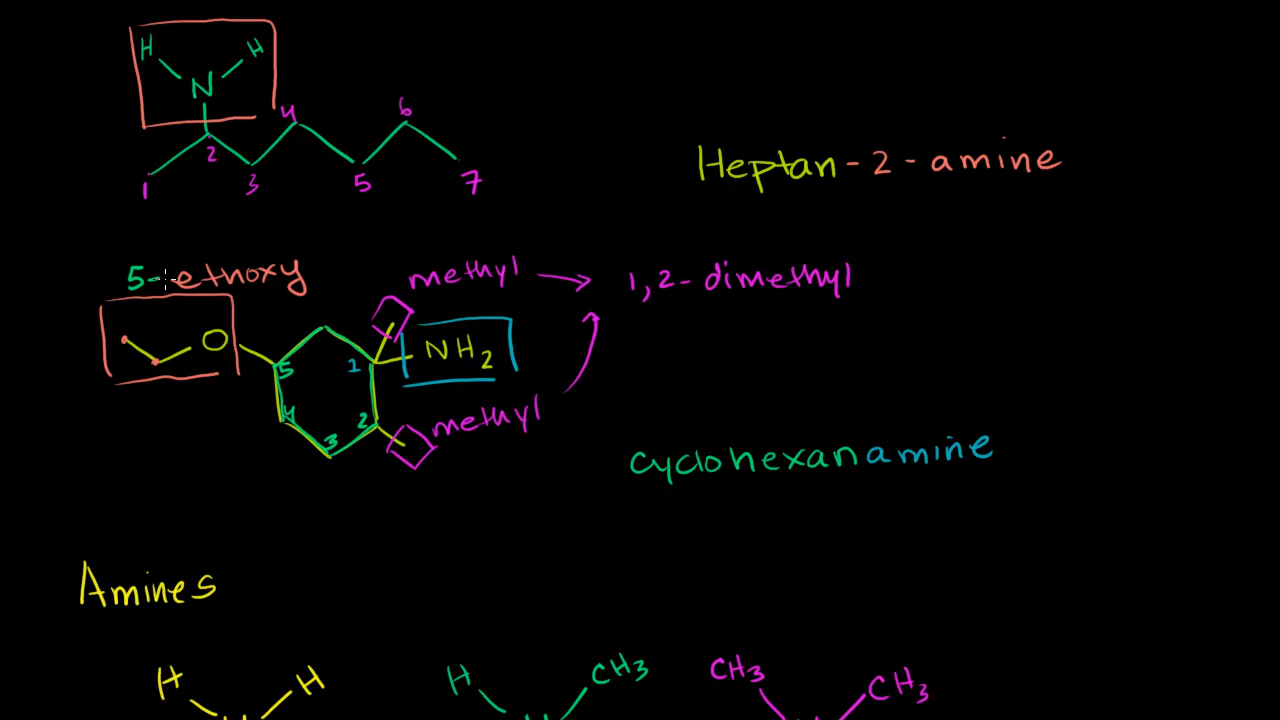 H H
N
4 6
2
1 3 5 7
Heptan-2-amine
5-ethoxy
methyl
1,2-dimethyl
O
NH2
5 1
4 2
3
methyl
cyclohexanamine
Amines
H H
H CH3
CH3 CH3